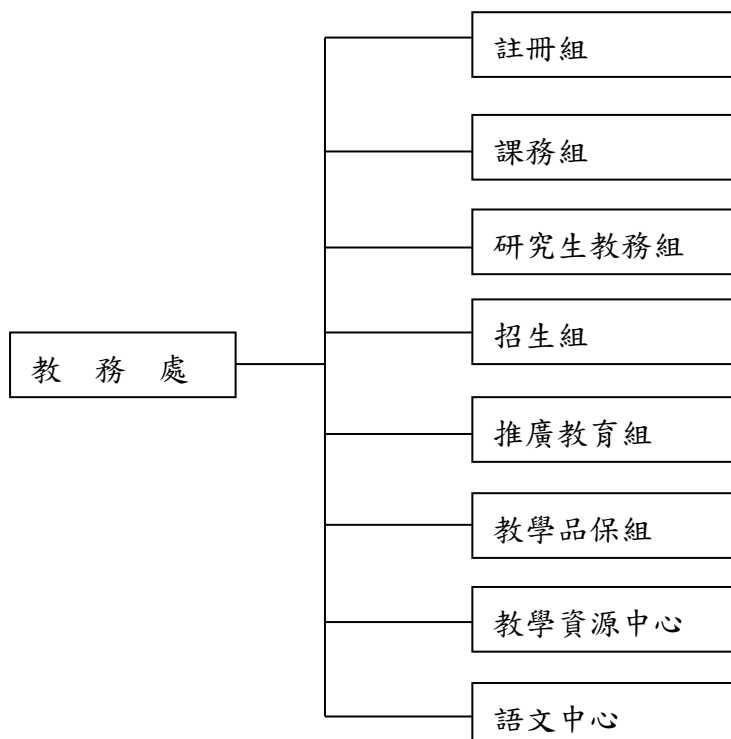 註冊組
課務組
研究生教務組
招生組
教務處
推廣教育組
教學品保組
教學資源中心
語文中心